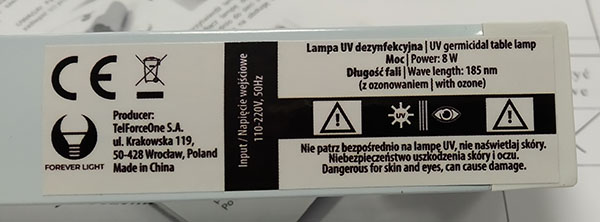 CE
Producer:
TelForceOne S.A.
ul. Krakowska 119,
50-428 Wrocław, Poland
Made in China
FOREVER LIGHT
Input / Napięcie wejściowe
110-220V, 50Hz
Lampa UV dezynfekcyjna | UV germicidal table lamp
Moc | Power: 8 W
Długość fali | Wave length: 185 nm
(z ozonowaniem | with ozone)
UV
Nie patrz bezpośrednio na lampę UV, nie naświetlaj skóry.
Niebezpieczeństwo uszkodzenia skóry i oczu.
Dangerous for skin and eyes, can cause damage.